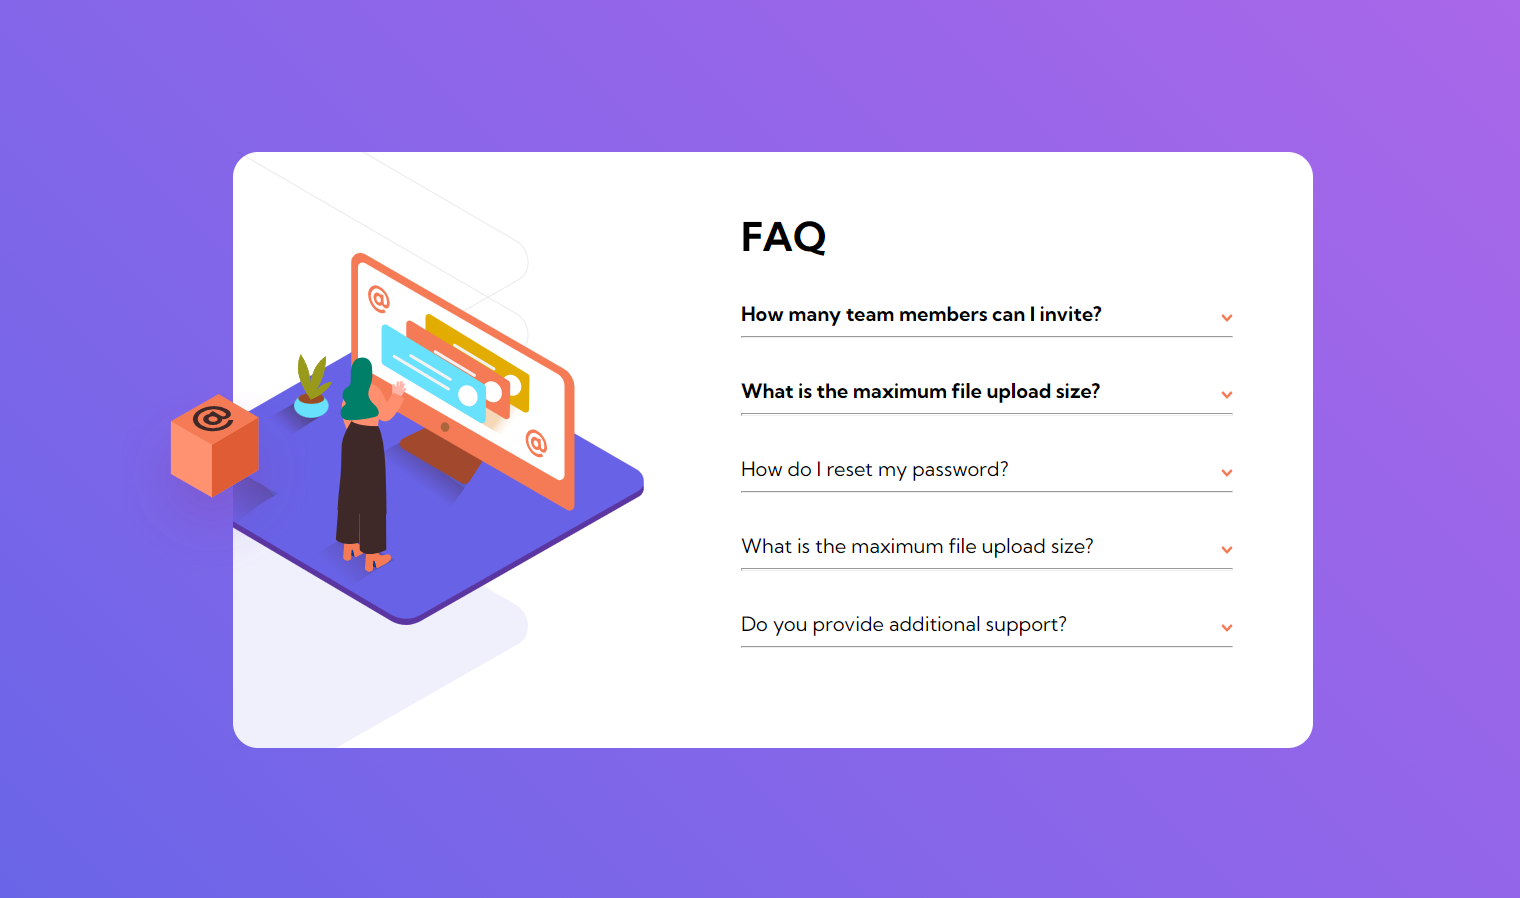 FAQ
How many team members can I invite?
What is the maximum file upload size?
How do I reset my password?
What is the maximum file upload size?
Do you provide additional support?
@
@
@